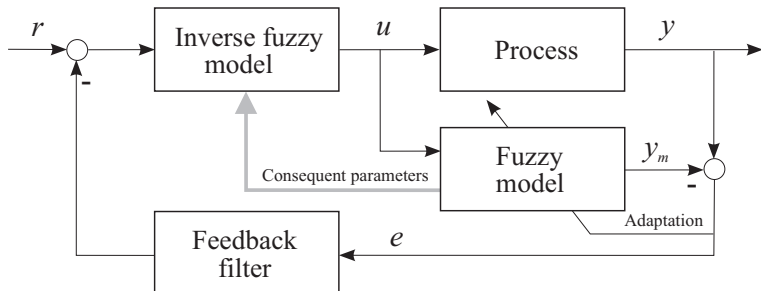 r
Inverse fuzzy
model
u
Process
y
-
Fuzzy
model
y_m
-
Consequent parameters
Adaptation
Feedback
filter
e